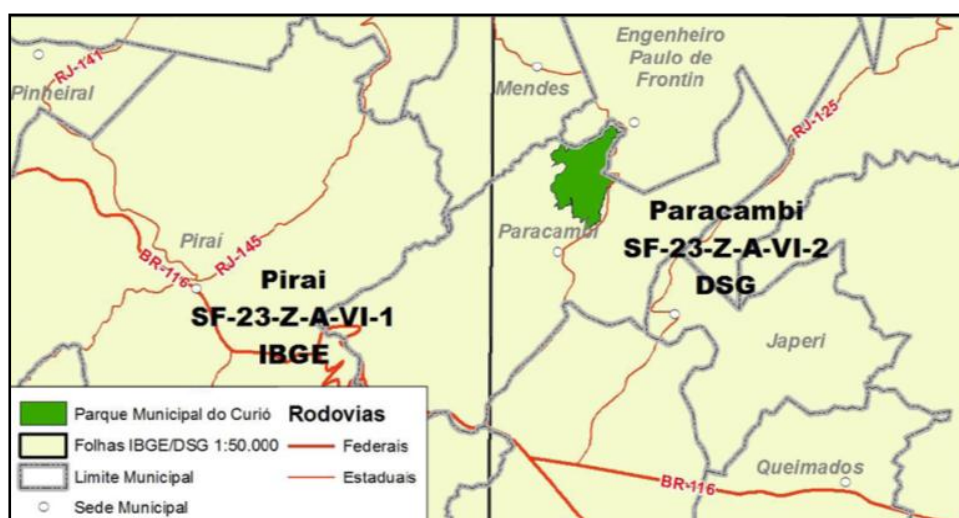 RJ-141
Pinheiral
Piraí
BR-116
RJ-145
Pirai
SF-23-Z-A-VI-1
IBGE
Engenheiro
Paulo de
Frontin
Mendes
RJ-125
Paracambi
Paracambi
SF-23-Z-A-VI-2
DSG
Japeri
Queimados
BR-116
Parque Municipal do Curió
Folhas IBGE/DSG 1:50.000
Limite Municipal
Sede Municipal
Rodovias
Federais
Estaduais